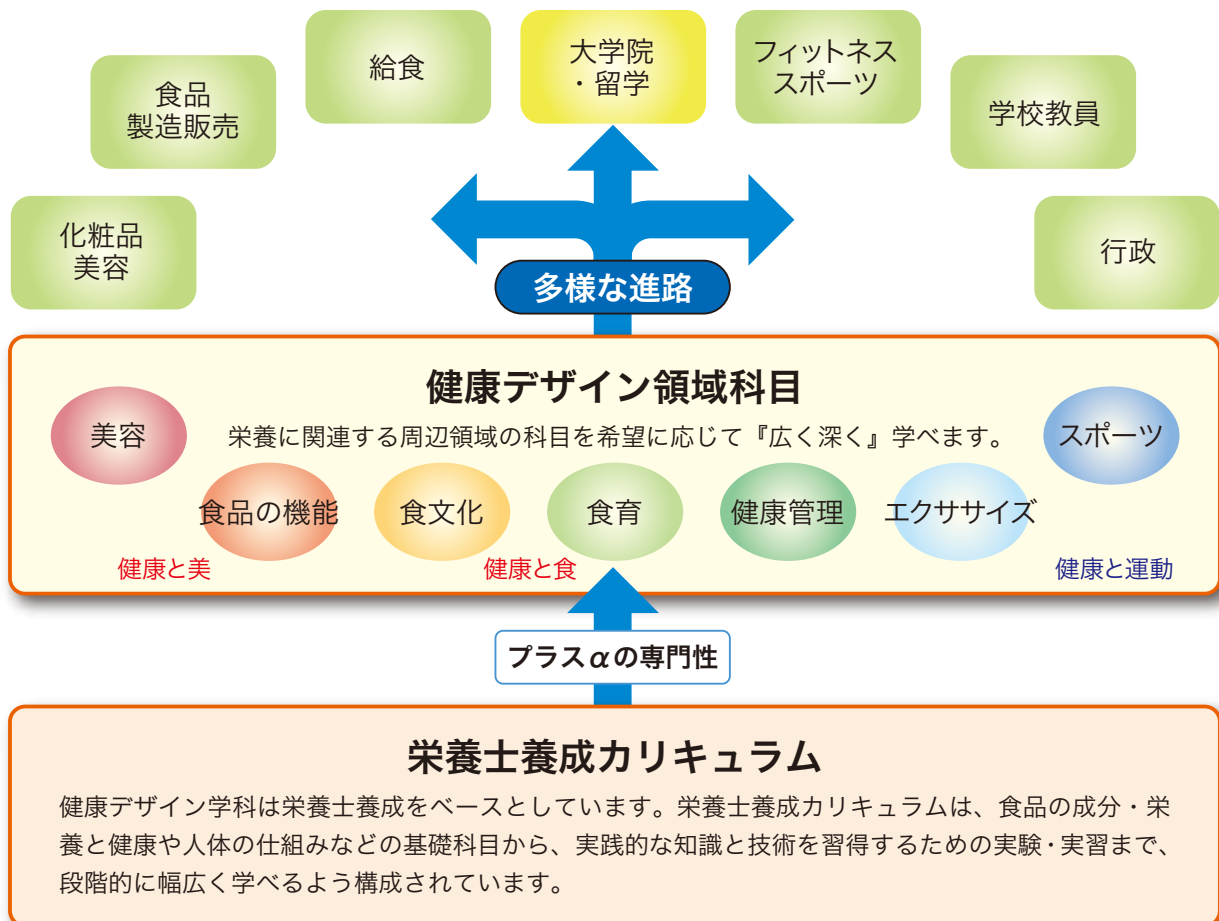 大学院
・留学
給食
フィットネス
スポーツ
食品
製造販売
学校教員
化粧品
美容
行政
多様な進路
健康デザイン領域科目
美容
栄養に関連する周辺領域の科目を希望に応じて『広く深く』学べます。
スポーツ
食品の機能
食文化
食育
健康管理
エクササイズ
健康と美
健康と食
健康と運動
プラスαの専門性
栄養士養成カリキュラム
健康デザイン学科は栄養士養成をベースとしています。栄養士養成カリキュラムは、食品の成分・栄
養と健康や人体の仕組みなどの基礎科目から、実践的な知識と技術を習得するための実験・実習まで、
段階的に幅広く学べるよう構成されています。